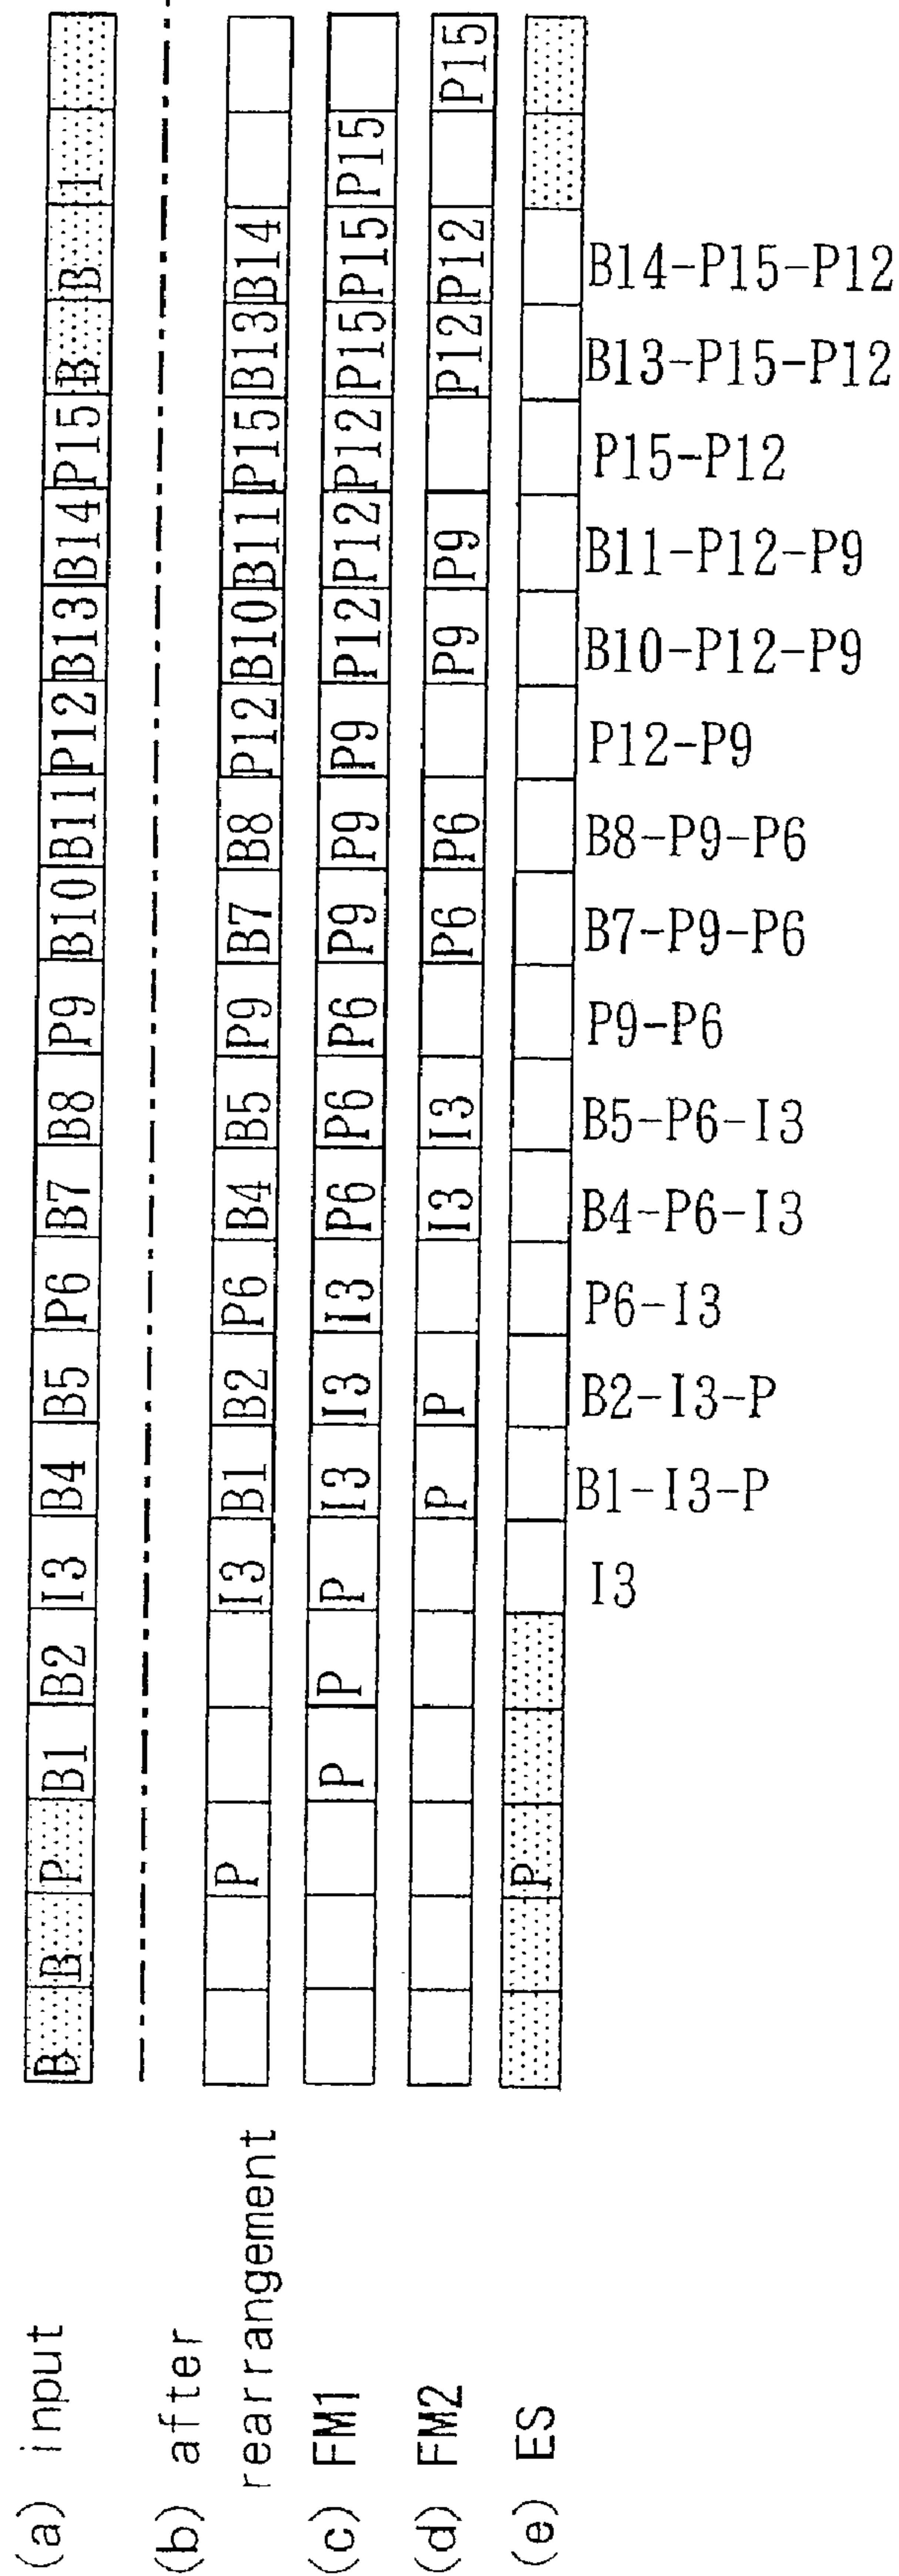 (a) input B B P B1 B2 I3 B4 B5 P6 B7 B8 P9 B10 B11 P12 B13 B14 P15 B B I
(b) after
rearrangement P I3 B1 B2 P6 B4 B5 P9 B7 B8 P12 B10 B11 P15 B13 B14
(c) FM1 P P P I3 I3 I3 P6 P6 P6 P9 P9 P9 P12 P12 P12 P15 P15 P15
(d) FM2 P P I3 I3 P6 P6 P9 P9 P12 P12 P15
(e) ES P
I3
B1-I3-P
B2-I3-P
P6-I3
B4-P6-I3
B5-P6-I3
P9-P6
B7-P9-P6
B8-P9-P6
P12-P9
B10-P12-P9
B11-P12-P9
P15-P12
B13-P15-P12
B14-P15-P12